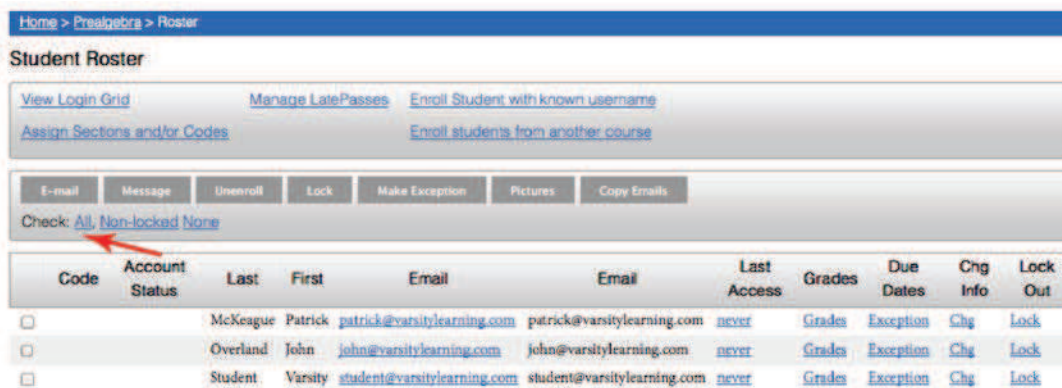 Home > Prealgebra > Roster
Student Roster
View Login Grid Manage LatePasses Enroll Student with known username
Assign Sections and/or Codes Enroll students from another course
E-mail Message Unenroll Lock Make Exception Pictures Copy Emails
Check: All, Non-locked None
Code Account Status Last First Email Email Last Access Grades Due Dates Chg Info Lock Out
McKeague Patrick patrick@varsitylearning.com patrick@varsitylearning.com never Grades Exception Chg Lock
Overland John john@varsitylearning.com john@varsitylearning.com never Grades Exception Chg Lock
Student Varsity student@varsitylearning.com student@varsitylearning.com never Grades Exception Chg Lock